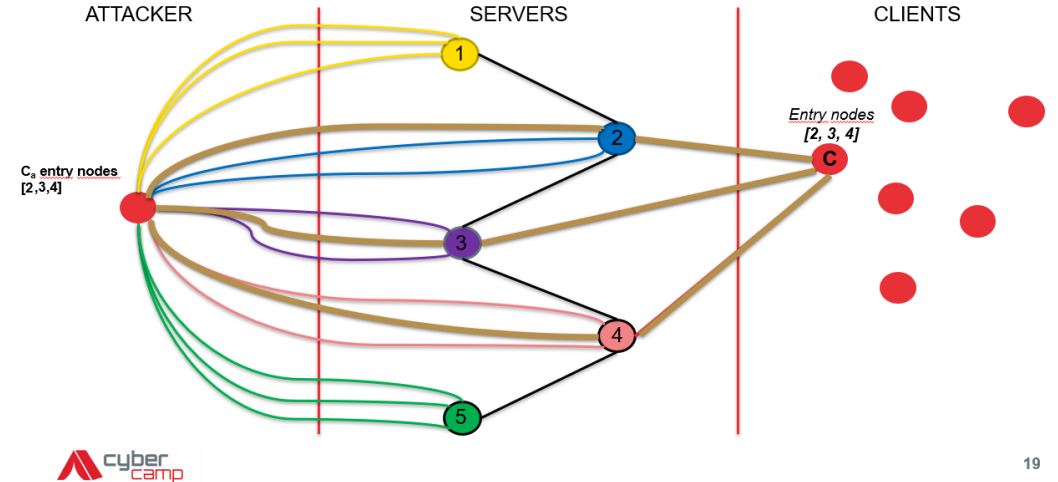 ATTACKER
SERVERS
CLIENTS
1
Entry nodes
[2, 3, 4]
2
C
Ca entry nodes
[2,3,4]
3
4
5
cyber
camp
19